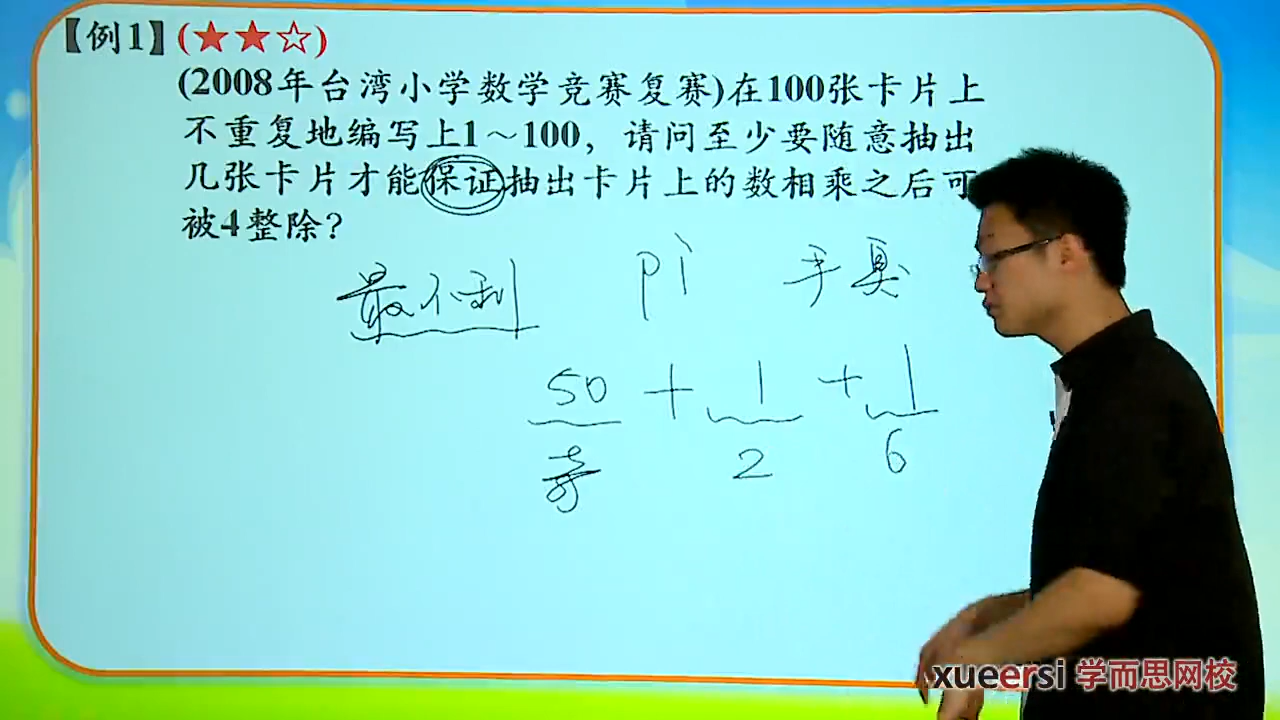 【例1】(★★☆)
(2008年台湾小学数学竞赛复赛)在100张卡片上
不重复地编写上1～100，请问至少要随意抽出
几张卡片才能保证抽出卡片上的数相乘之后可
被4整除?
最不利 pì 手臭
50 + 1 + 1
奇 2 6
xueersi 学而思网校